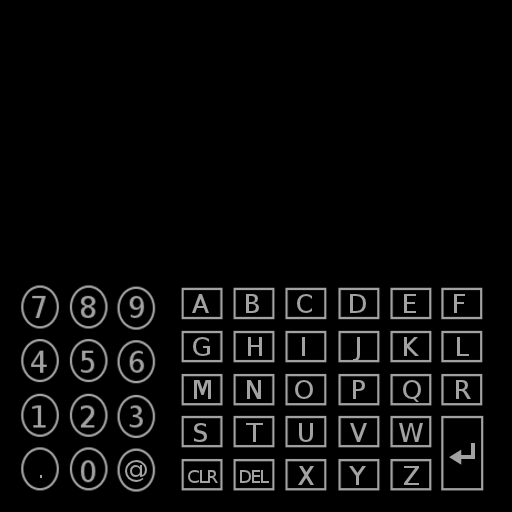 7 8 9 A B C D E F
4 5 6 G H I J K L
1 2 3 M N O P Q R
S T U V W
. 0 @ CLR DEL X Y Z